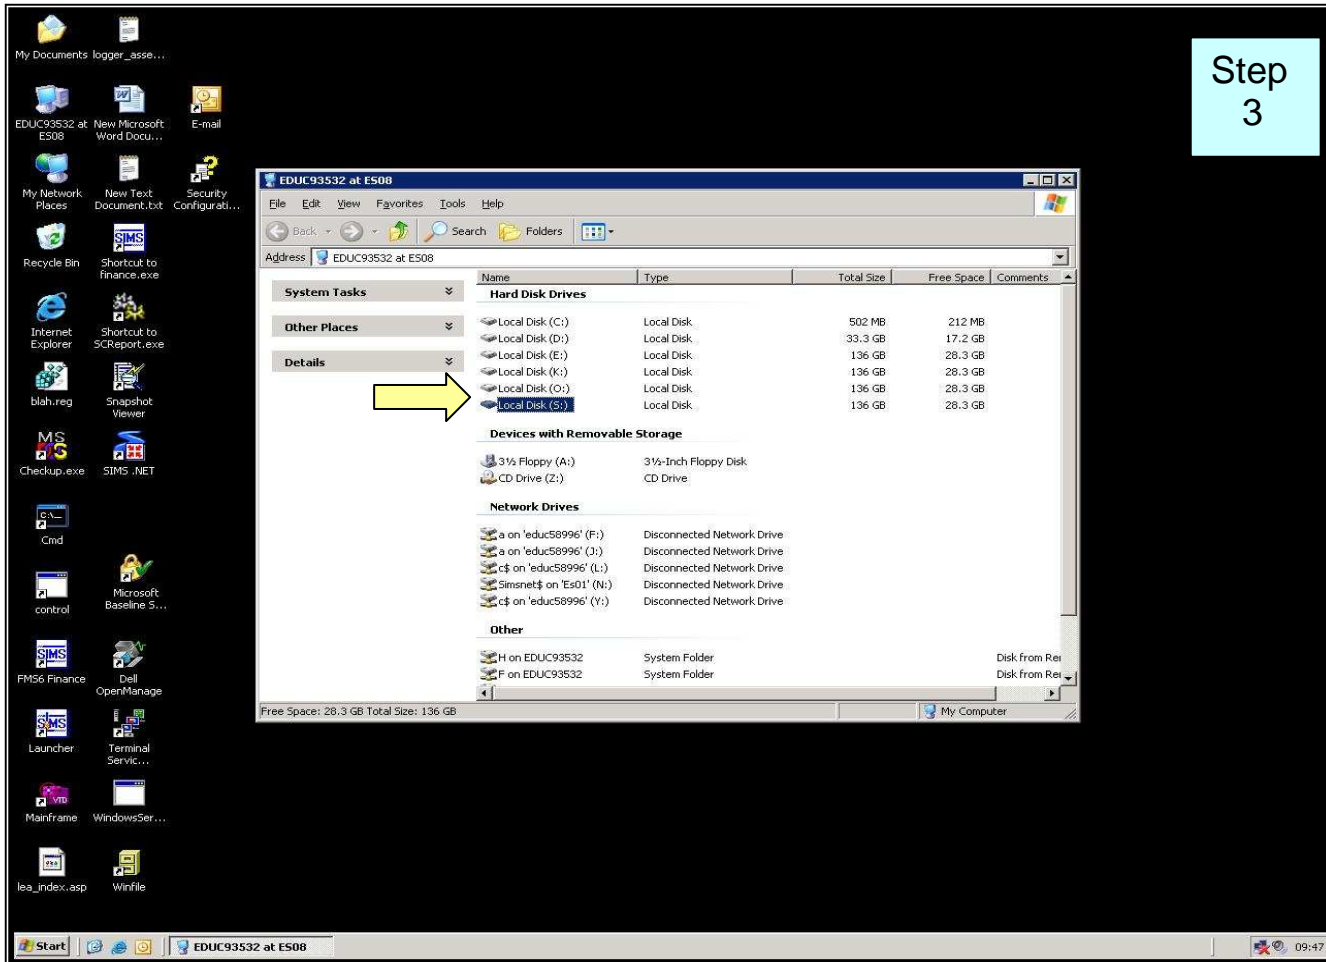 My Documents
logger_asse...
EDUC93532 at
ES08
New Microsoft
Word Docu...
E-mail
My Network
Places
New Text
Document.txt
Security
Configurati...
Recycle Bin
SIMS
Shortcut to
finance.exe
Internet
Explorer
Shortcut to
SCReport.exe
blah.reg
Snapshot
Viewer
MS
Checkup.exe
SIMS .NET
C:\_
Cmd
control
Microsoft
Baseline S...
SIMS
FMS6 Finance
Dell
OpenManage
SIMS
Launcher
Terminal
Servic...
VTD
Mainframe
WindowsSer...
lea_index.asp
Winfile
Step
3
EDUC93532 at ES08
File Edit View Favorites Tools Help
Back Search Folders
Address EDUC93532 at ES08
System Tasks
Other Places
Details
Name Type Total Size Free Space Comments
Hard Disk Drives
Local Disk (C:) Local Disk 502 MB 212 MB
Local Disk (D:) Local Disk 33.3 GB 17.2 GB
Local Disk (E:) Local Disk 136 GB 28.3 GB
Local Disk (K:) Local Disk 136 GB 28.3 GB
Local Disk (O:) Local Disk 136 GB 28.3 GB
Local Disk (S:) Local Disk 136 GB 28.3 GB
Devices with Removable Storage
3½ Floppy (A:) 3½-Inch Floppy Disk
CD Drive (Z:) CD Drive
Network Drives
a on 'educ58996' (F:) Disconnected Network Drive
a on 'educ58996' (J:) Disconnected Network Drive
c$ on 'educ58996' (L:) Disconnected Network Drive
Simsnet$ on 'Es01' (N:) Disconnected Network Drive
c$ on 'educ58996' (Y:) Disconnected Network Drive
Other
H on EDUC93532 System Folder Disk from Rei
F on EDUC93532 System Folder Disk from Rei
Free Space: 28.3 GB Total Size: 136 GB My Computer
Start EDUC93532 at ES08 09:47